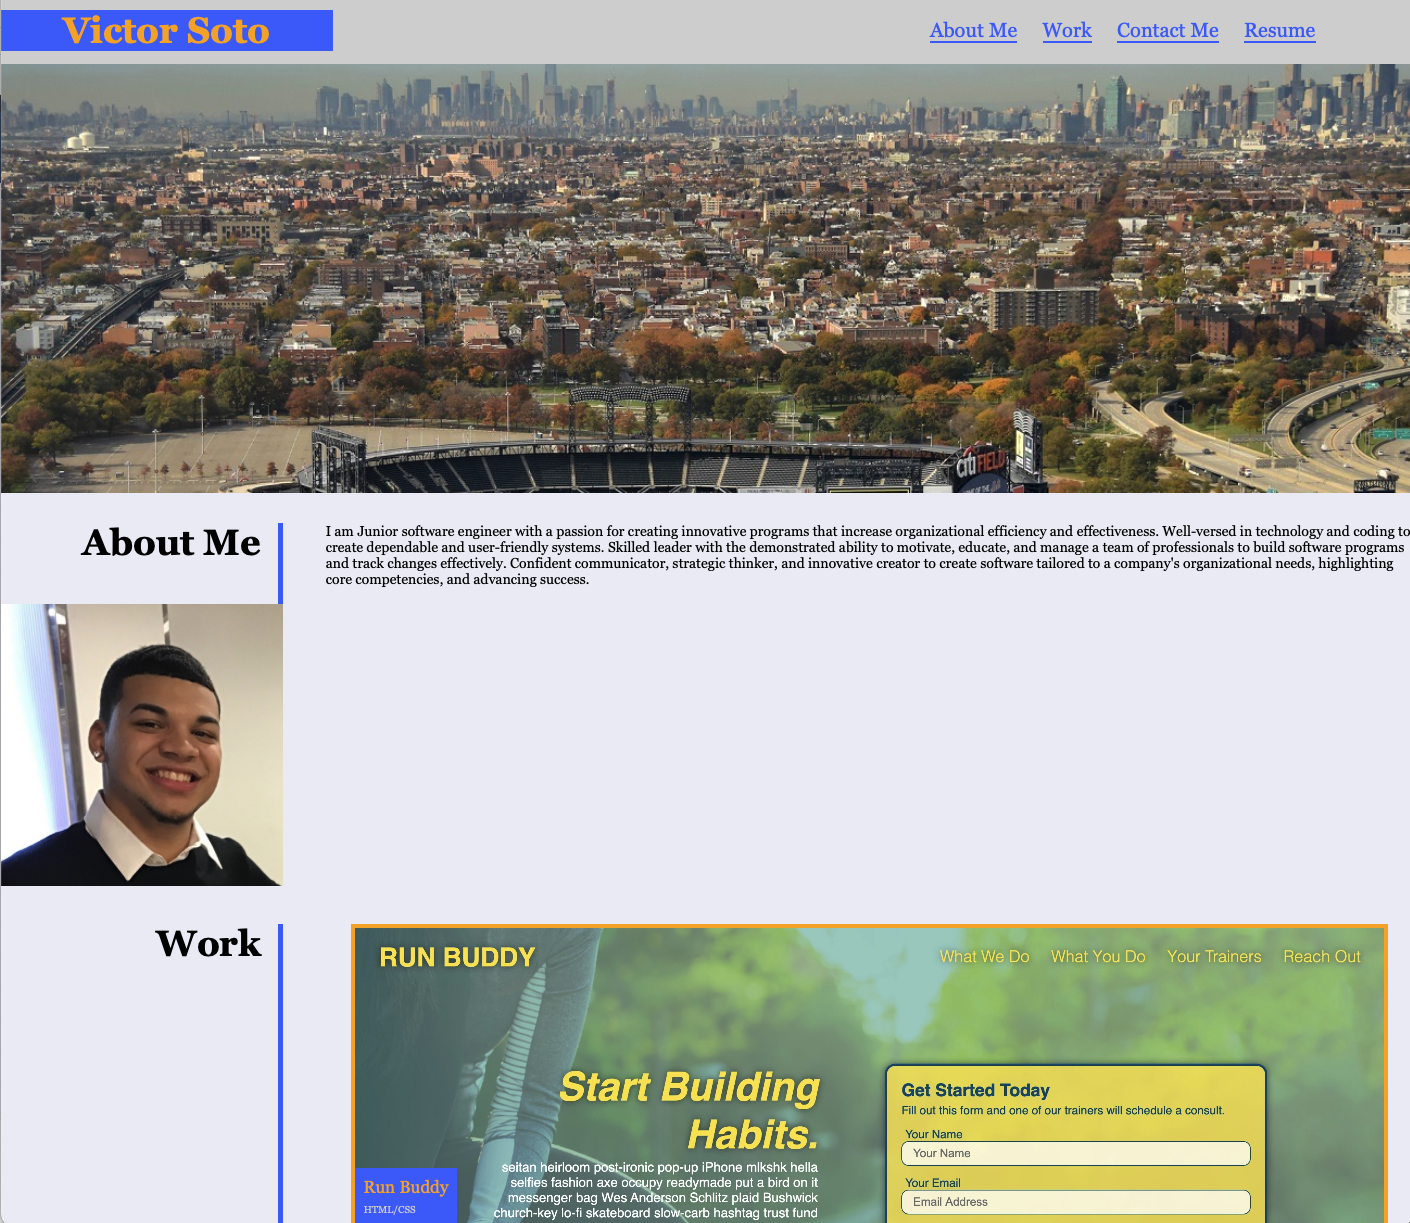 Victor Soto
About Me Work Contact Me Resume
citi FIELD
About Me
I am Junior software engineer with a passion for creating innovative programs that increase organizational efficiency and effectiveness. Well-versed in technology and coding to
create dependable and user-friendly systems. Skilled leader with the demonstrated ability to motivate, educate, and manage a team of professionals to build software programs
and track changes effectively. Confident communicator, strategic thinker, and innovative creator to create software tailored to a company's organizational needs, highlighting
core competencies, and advancing success.
Work
RUN BUDDY
What We Do What You Do Your Trainers Reach Out
Start Building
Habits.
seitan heirloom post-ironic pop-up iPhone mlkshk hella
selfies fashion axe occupy readymade put a bird on it
messenger bag Wes Anderson Schlitz plaid Bushwick
church-key lo-fi skateboard slow-carb hashtag trust fund
Get Started Today
Fill out this form and one of our trainers will schedule a consult.
Your Name
Your Name
Your Email
Email Address
Run Buddy
HTML/CSS